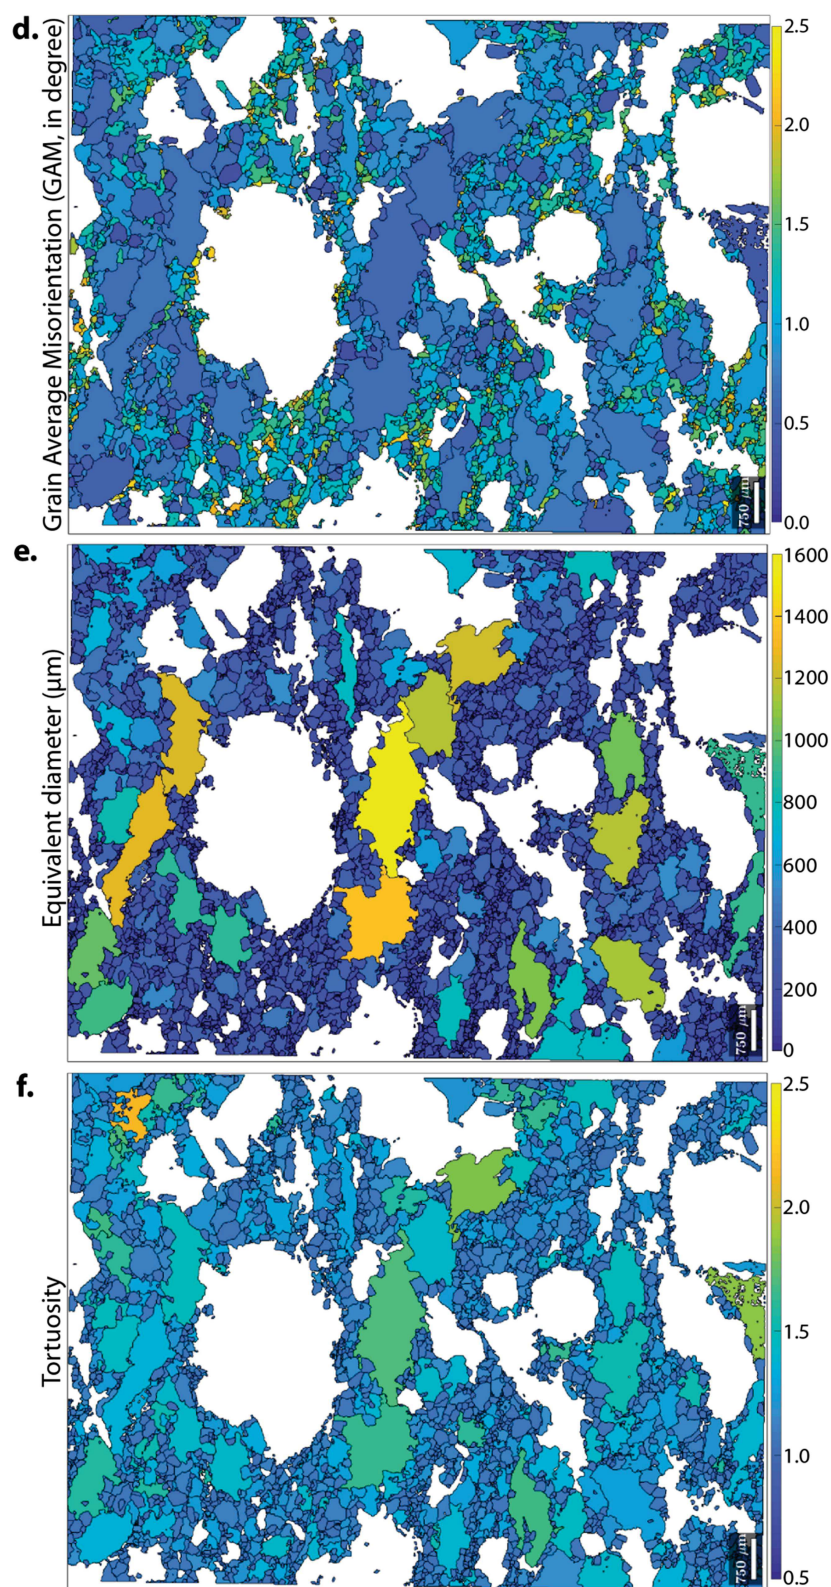 d.
Grain Average Misorientation (GAM, in degree)
2.5
2.0
1.5
1.0
0.5
0.0
750 μm
e.
Equivalent diameter (μm)
1600
1400
1200
1000
800
600
400
200
0
750 μm
f.
Tortuosity
2.5
2.0
1.5
1.0
0.5
750 μm